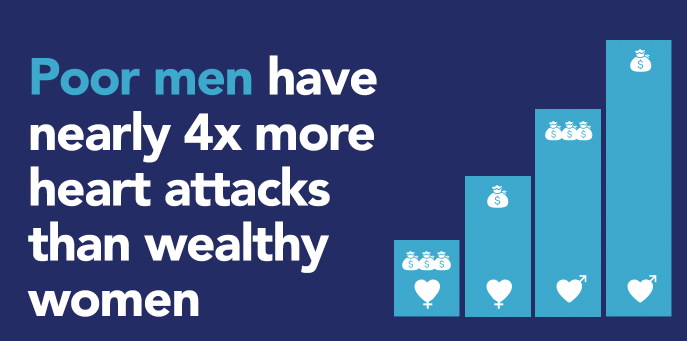 Poor men have
nearly 4x more
heart attacks
than wealthy
women
$ $ $
$
$ $ $
$